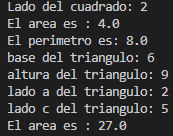 Lado del cuadrado: 2
El area es : 4.0
El perimetro es: 8.0
base del triangulo: 6
altura del triangulo: 9
lado a del triangulo: 2
lado c del triangulo: 5
El area es : 27.0